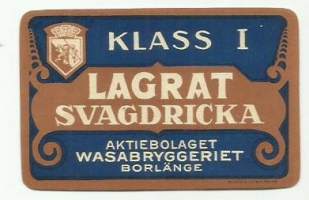 KLASS I
LAGRAT
SVAGDRICKA
AKTIEBOLAGET
WASABRYGGERIET
BORLÄNGE